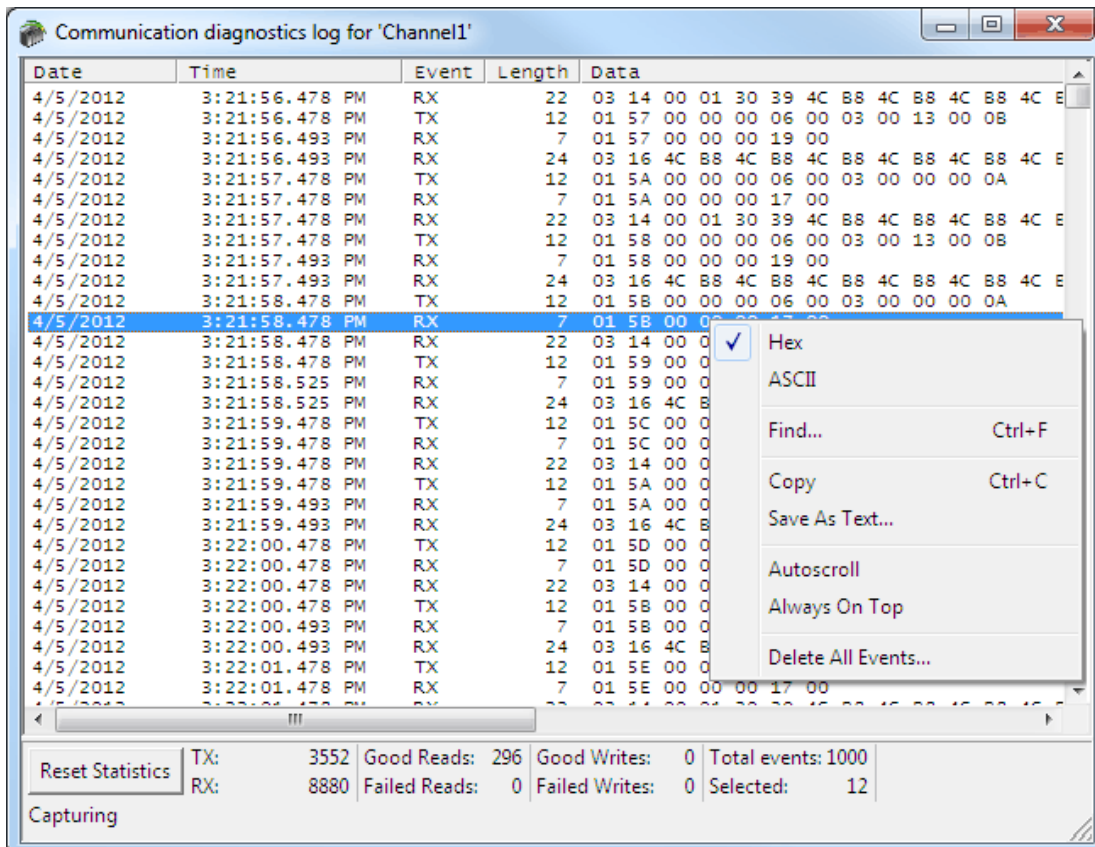 Communication diagnostics log for 'Channel1'
Date Time Event Length Data
4/5/2012 3:21:56.478 PM RX 22 03 14 00 01 30 39 4C B8 4C B8 4C B8 4C
4/5/2012 3:21:56.478 PM TX 12 01 57 00 00 00 06 00 03 00 13 00 0B
4/5/2012 3:21:56.493 PM RX 7 01 57 00 00 00 19 00
4/5/2012 3:21:56.493 PM RX 24 03 16 4C B8 4C B8 4C B8 4C B8 4C B8 4C
4/5/2012 3:21:57.478 PM TX 12 01 5A 00 00 00 06 00 03 00 00 00 0A
4/5/2012 3:21:57.478 PM RX 7 01 5A 00 00 00 17 00
4/5/2012 3:21:57.478 PM RX 22 03 14 00 01 30 39 4C B8 4C B8 4C B8 4C
4/5/2012 3:21:57.478 PM TX 12 01 58 00 00 00 06 00 03 00 13 00 0B
4/5/2012 3:21:57.493 PM RX 7 01 58 00 00 00 19 00
4/5/2012 3:21:57.493 PM RX 24 03 16 4C B8 4C B8 4C B8 4C B8 4C B8 4C
4/5/2012 3:21:58.478 PM TX 12 01 5B 00 00 00 06 00 03 00 00 00 0A
4/5/2012 3:21:58.478 PM RX 7 01 5B 00
4/5/2012 3:21:58.478 PM RX 22 03 14 00
4/5/2012 3:21:58.478 PM TX 12 01 59 00
4/5/2012 3:21:58.525 PM RX 7 01 59 00
4/5/2012 3:21:58.525 PM RX 24 03 16 4C
4/5/2012 3:21:59.478 PM TX 12 01 5C 00
4/5/2012 3:21:59.478 PM RX 7 01 5C 00
4/5/2012 3:21:59.478 PM RX 22 03 14 00
4/5/2012 3:21:59.478 PM TX 12 01 5A 00
4/5/2012 3:21:59.493 PM RX 7 01 5A 00
4/5/2012 3:21:59.493 PM RX 24 03 16 4C
4/5/2012 3:22:00.478 PM TX 12 01 5D 00
4/5/2012 3:22:00.478 PM RX 7 01 5D 00
4/5/2012 3:22:00.478 PM RX 22 03 14 00
4/5/2012 3:22:00.478 PM TX 12 01 5B 00
4/5/2012 3:22:00.493 PM RX 7 01 5B 00
4/5/2012 3:22:00.493 PM RX 24 03 16 4C
4/5/2012 3:22:01.478 PM TX 12 01 5E 00
4/5/2012 3:22:01.478 PM RX 7 01 5E 00 00 00 17 00
Hex
ASCII
Find... Ctrl+F
Copy Ctrl+C
Save As Text...
Autoscroll
Always On Top
Delete All Events...
Reset Statistics
TX: 3552 Good Reads: 296 Good Writes: 0 Total events: 1000
RX: 8880 Failed Reads: 0 Failed Writes: 0 Selected: 12
Capturing